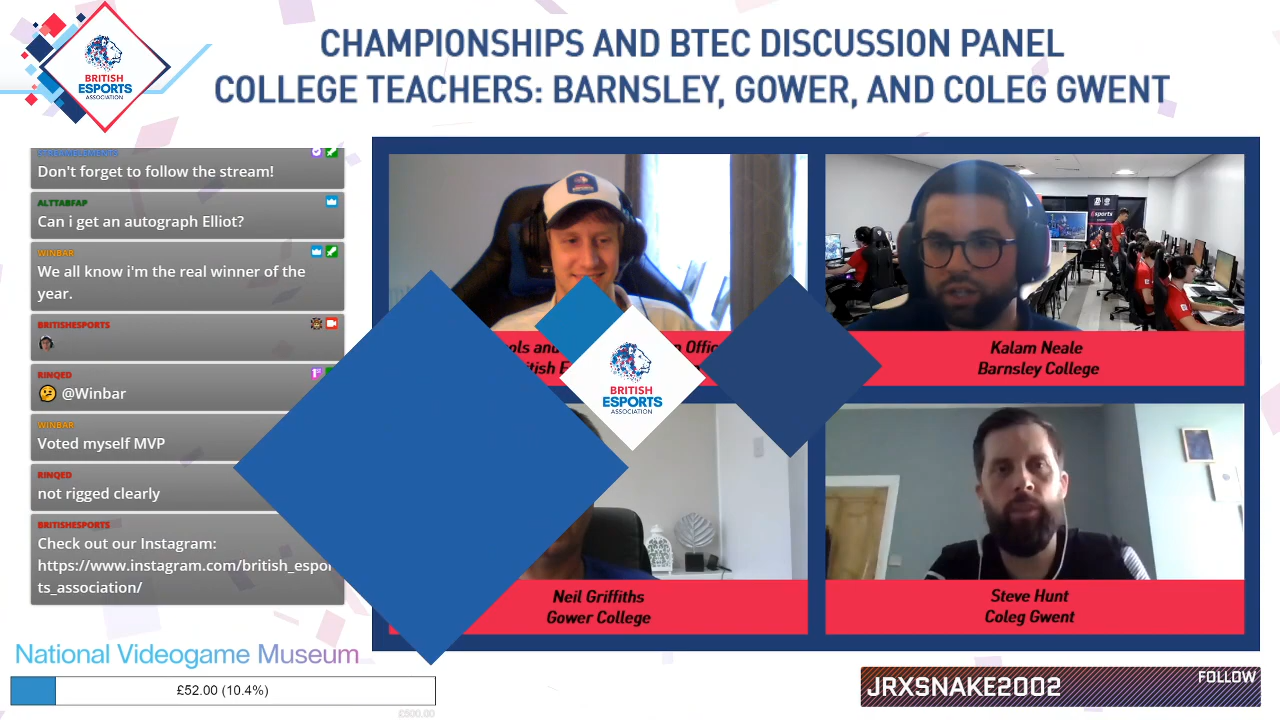 CHAMPIONSHIPS AND BTEC DISCUSSION PANEL
COLLEGE TEACHERS: BARNSLEY, GOWER, AND COLEG GWENT
BRITISH
ESPORTS
ASSOCIATION
STREAMELEMENTS
Don't forget to follow the stream!
ALTTABFAP
Can i get an autograph Elliot?
WINBAR
We all know i'm the real winner of the
year.
BRITISHESPORTS
RINQED
@Winbar
WINBAR
Voted myself MVP
RINQED
not rigged clearly
BRITISHESPORTS
Check out our Instagram:
https://www.instagram.com/british_espor
ts_association/
Esports
Kalam Neale
Barnsley College
BRITISH
ESPORTS
ASSOCIATION
Neil Griffiths
Gower College
Steve Hunt
Coleg Gwent
National Videogame Museum
£52.00 (10.4%)
£500.00
JRXSNAKE2002
FOLLOW